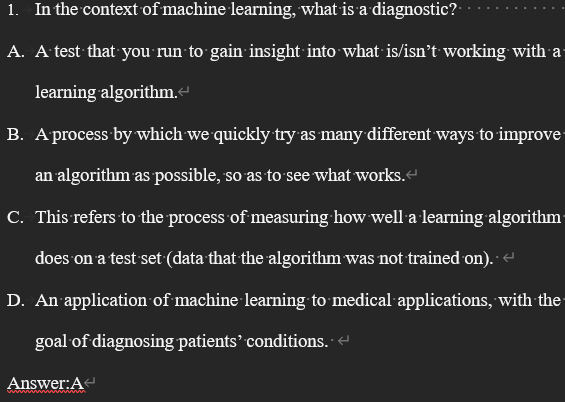 1. In the context of machine learning, what is a diagnostic?
A. A test that you run to gain insight into what is/isn’t working with a
learning algorithm.
B. A process by which we quickly try as many different ways to improve
an algorithm as possible, so as to see what works.
C. This refers to the process of measuring how well a learning algorithm
does on a test set (data that the algorithm was not trained on).
D. An application of machine learning to medical applications, with the
goal of diagnosing patients’ conditions.
Answer:A